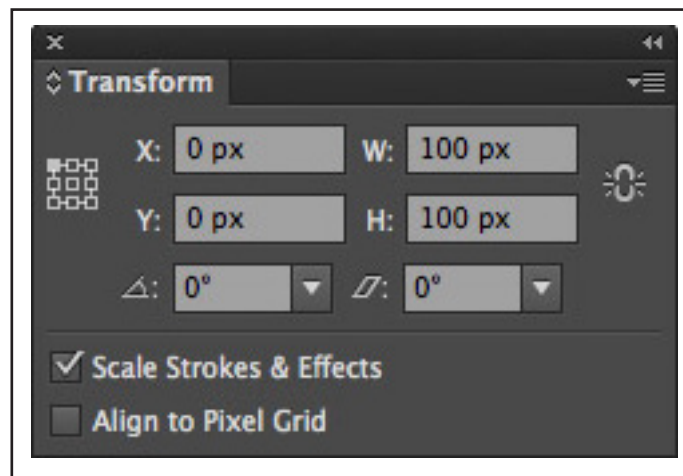 Transform
X: 0 px W: 100 px
Y: 0 px H: 100 px
: 0° : 0°
Scale Strokes & Effects
Align to Pixel Grid